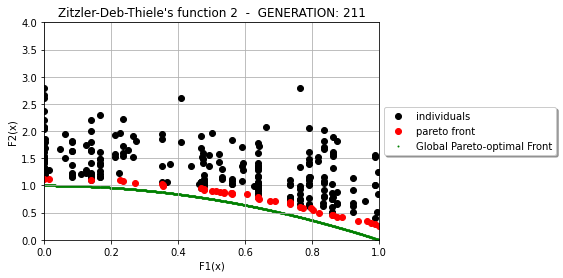 Zitzler-Deb-Thiele's function 2 - GENERATION: 211
4.0
3.5
3.0
2.5
2.0
1.5
1.0
0.5
0.0
F2(x)
0.0 0.2 0.4 0.6 0.8 1.0
F1(x)
individuals
pareto front
Global Pareto-optimal Front